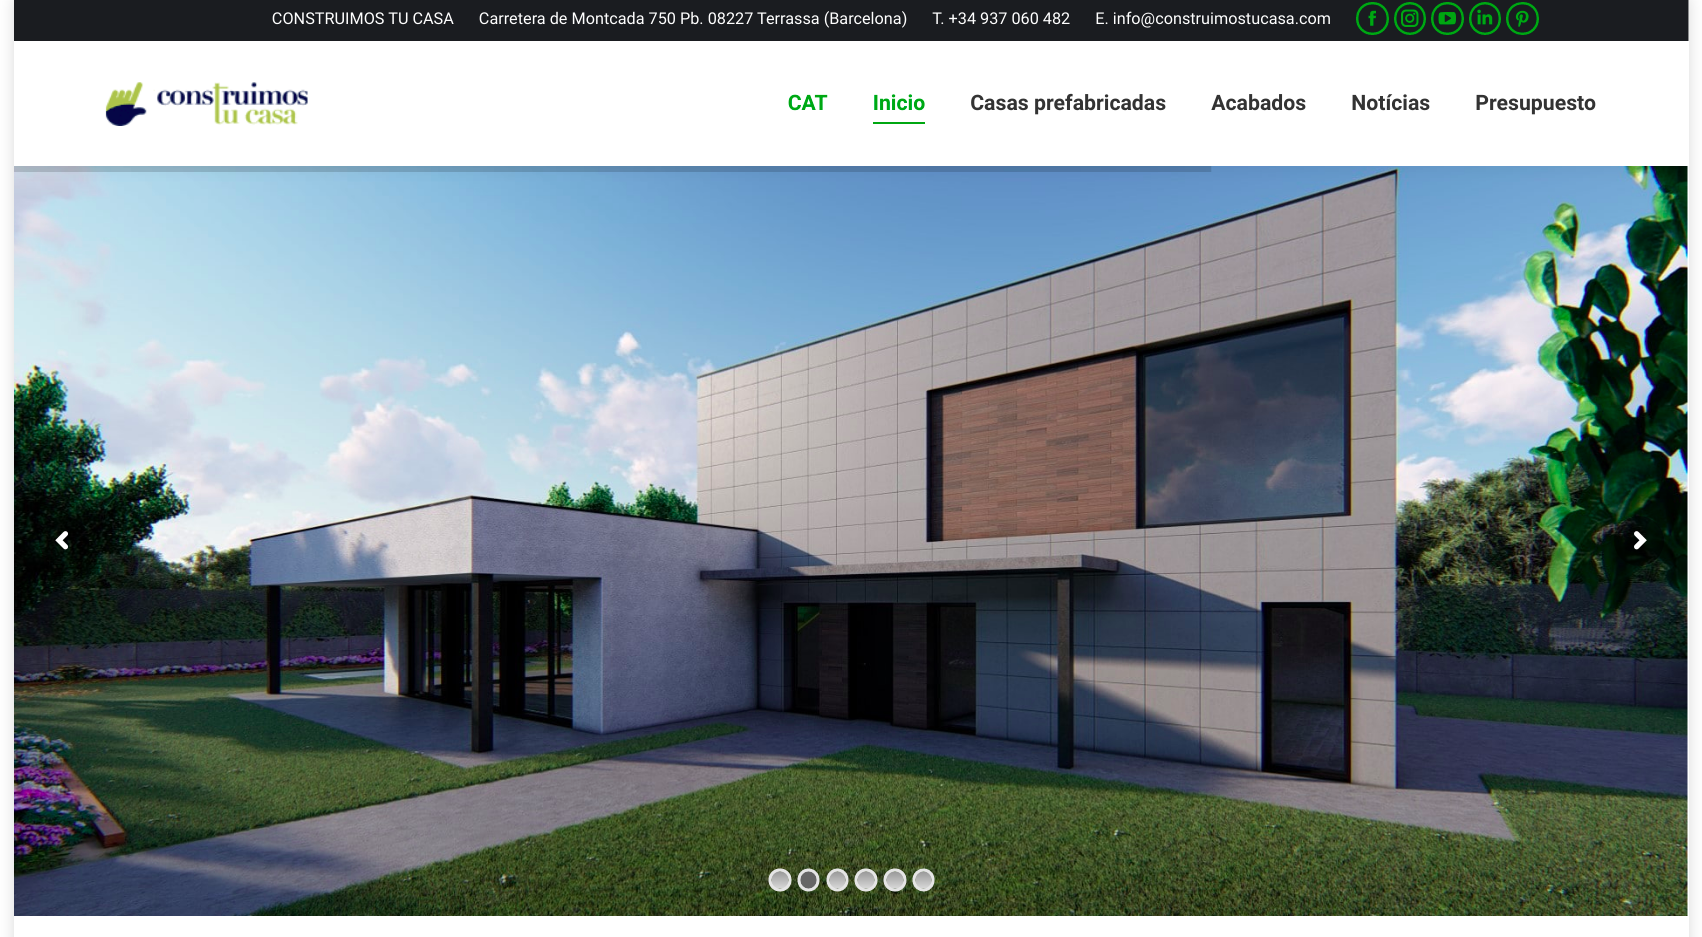 CONSTRUIMOS TU CASA Carretera de Montcada 750 Pb. 08227 Terrassa (Barcelona) T. +34 937 060 482 E. info@construimostucasa.com
construimos
tu casa
CAT Inicio Casas prefabricadas Acabados Notícias Presupuesto